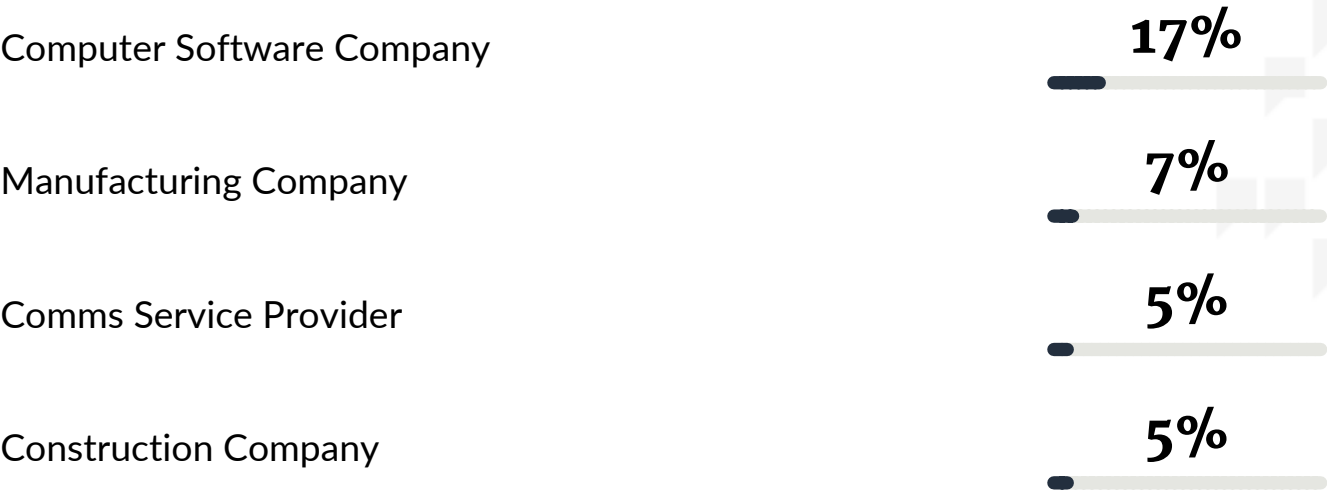 Computer Software Company 17%
Manufacturing Company 7%
Comms Service Provider 5%
Construction Company 5%